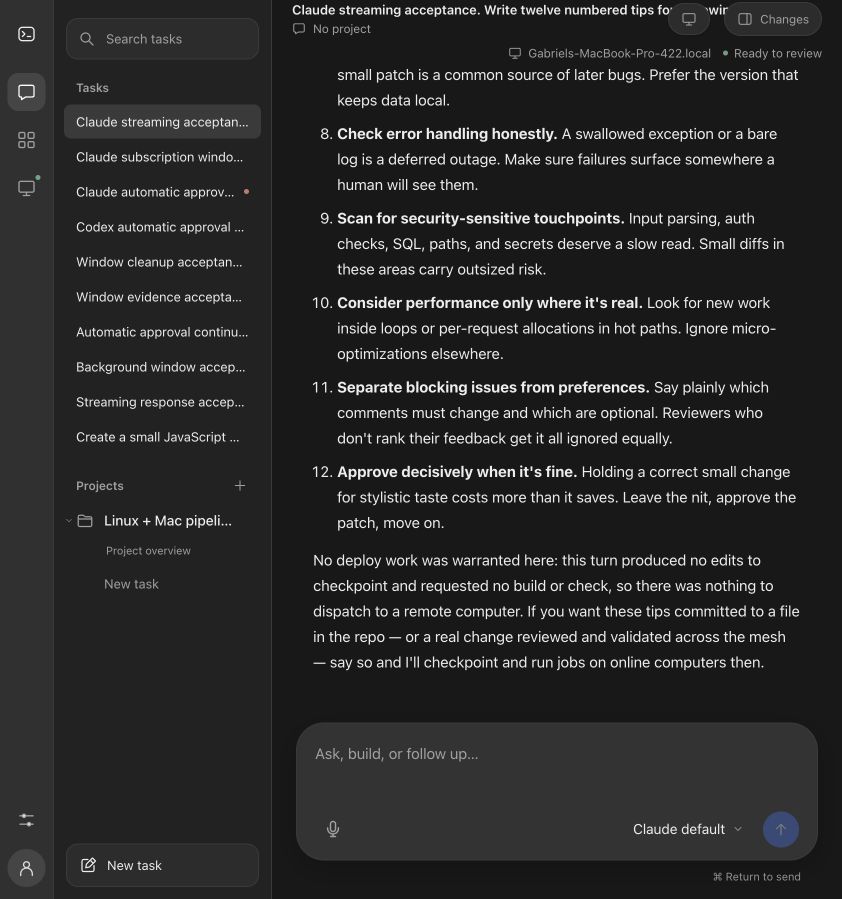 Search tasks
Tasks
Claude streaming acceptan...
Claude subscription windo...
Claude automatic approv...
Codex automatic approval ...
Window cleanup acceptan...
Window evidence accepta...
Automatic approval continu...
Background window accep...
Streaming response accep...
Create a small JavaScript ...
Projects
Linux + Mac pipeli...
Project overview
New task
New task
Claude streaming acceptance. Write twelve numbered tips for
Changes
No project
Gabriels-MacBook-Pro-422.local
Ready to review
small patch is a common source of later bugs. Prefer the version that
keeps data local.
8. Check error handling honestly. A swallowed exception or a bare
log is a deferred outage. Make sure failures surface somewhere a
human will see them.
9. Scan for security-sensitive touchpoints. Input parsing, auth
checks, SQL, paths, and secrets deserve a slow read. Small diffs in
these areas carry outsized risk.
10. Consider performance only where it's real. Look for new work
inside loops or per-request allocations in hot paths. Ignore micro-
optimizations elsewhere.
11. Separate blocking issues from preferences. Say plainly which
comments must change and which are optional. Reviewers who
don't rank their feedback get it all ignored equally.
12. Approve decisively when it's fine. Holding a correct small change
for stylistic taste costs more than it saves. Leave the nit, approve the
patch, move on.
No deploy work was warranted here: this turn produced no edits to
checkpoint and requested no build or check, so there was nothing to
dispatch to a remote computer. If you want these tips committed to a file
in the repo — or a real change reviewed and validated across the mesh
— say so and I'll checkpoint and run jobs on online computers then.
Ask, build, or follow up...
Claude default
⌘ Return to send